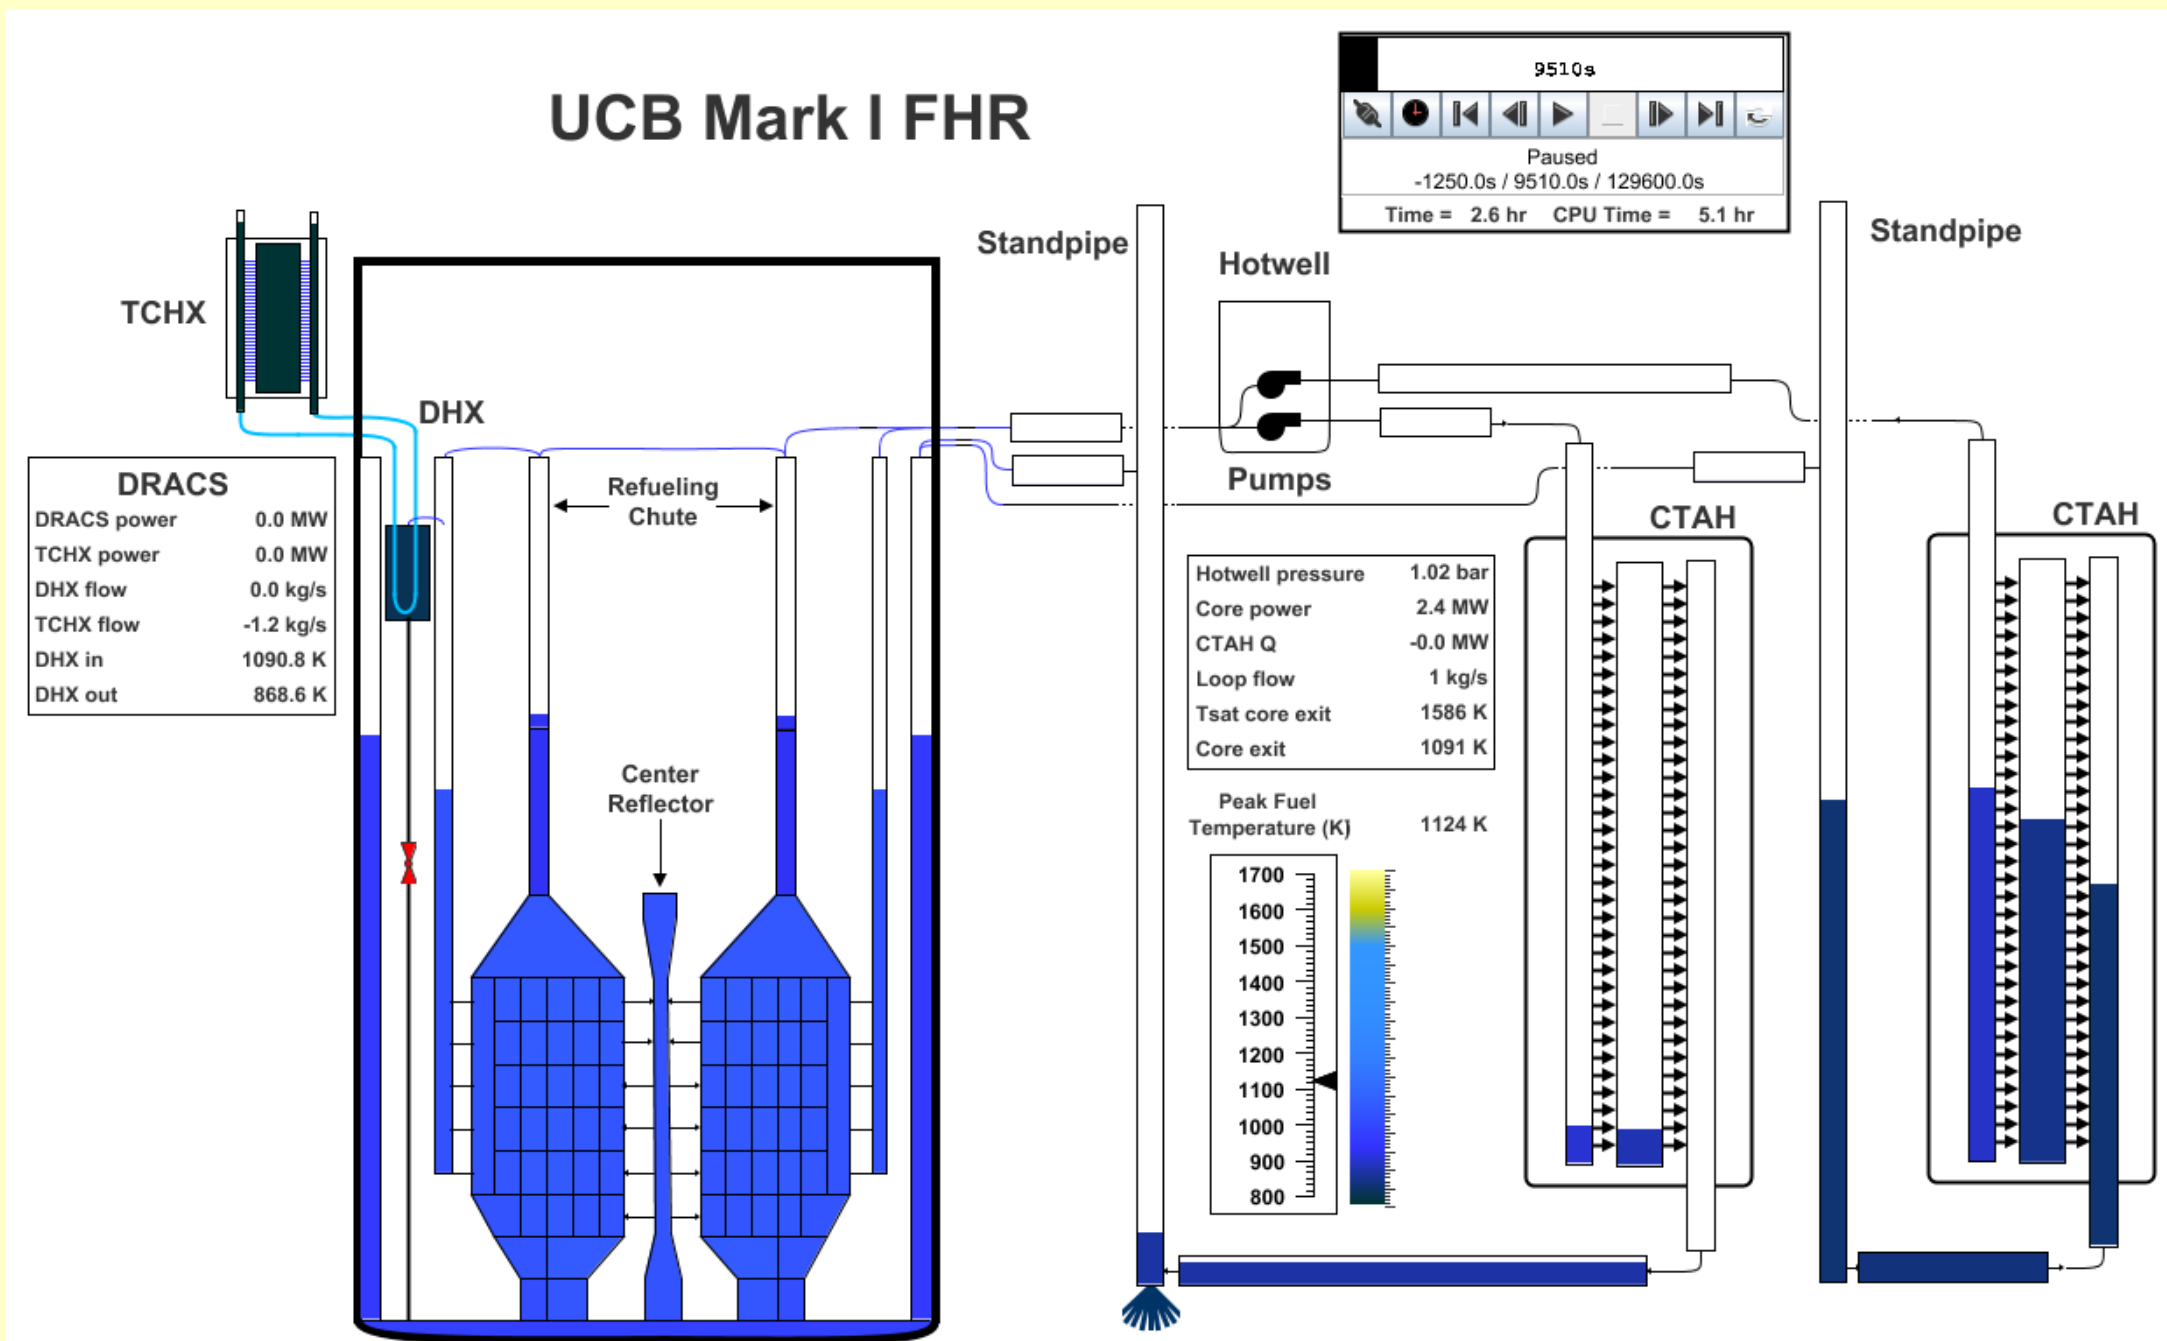 UCB Mark I FHR
9510s
Paused
-1250.0s / 9510.0s / 129600.0s
Time = 2.6 hr CPU Time = 5.1 hr
Standpipe
Standpipe
Hotwell
TCHX
DHX
Pumps
Refueling
Chute
CTAH
CTAH
DRACS
DRACS power 0.0 MW
TCHX power 0.0 MW
DHX flow 0.0 kg/s
TCHX flow -1.2 kg/s
DHX in 1090.8 K
DHX out 868.6 K
Hotwell pressure 1.02 bar
Core power 2.4 MW
CTAH Q -0.0 MW
Loop flow 1 kg/s
Tsat core exit 1586 K
Core exit 1091 K
Center
Reflector
Peak Fuel
Temperature (K) 1124 K
1700
1600
1500
1400
1300
1200
1100
1000
900
800